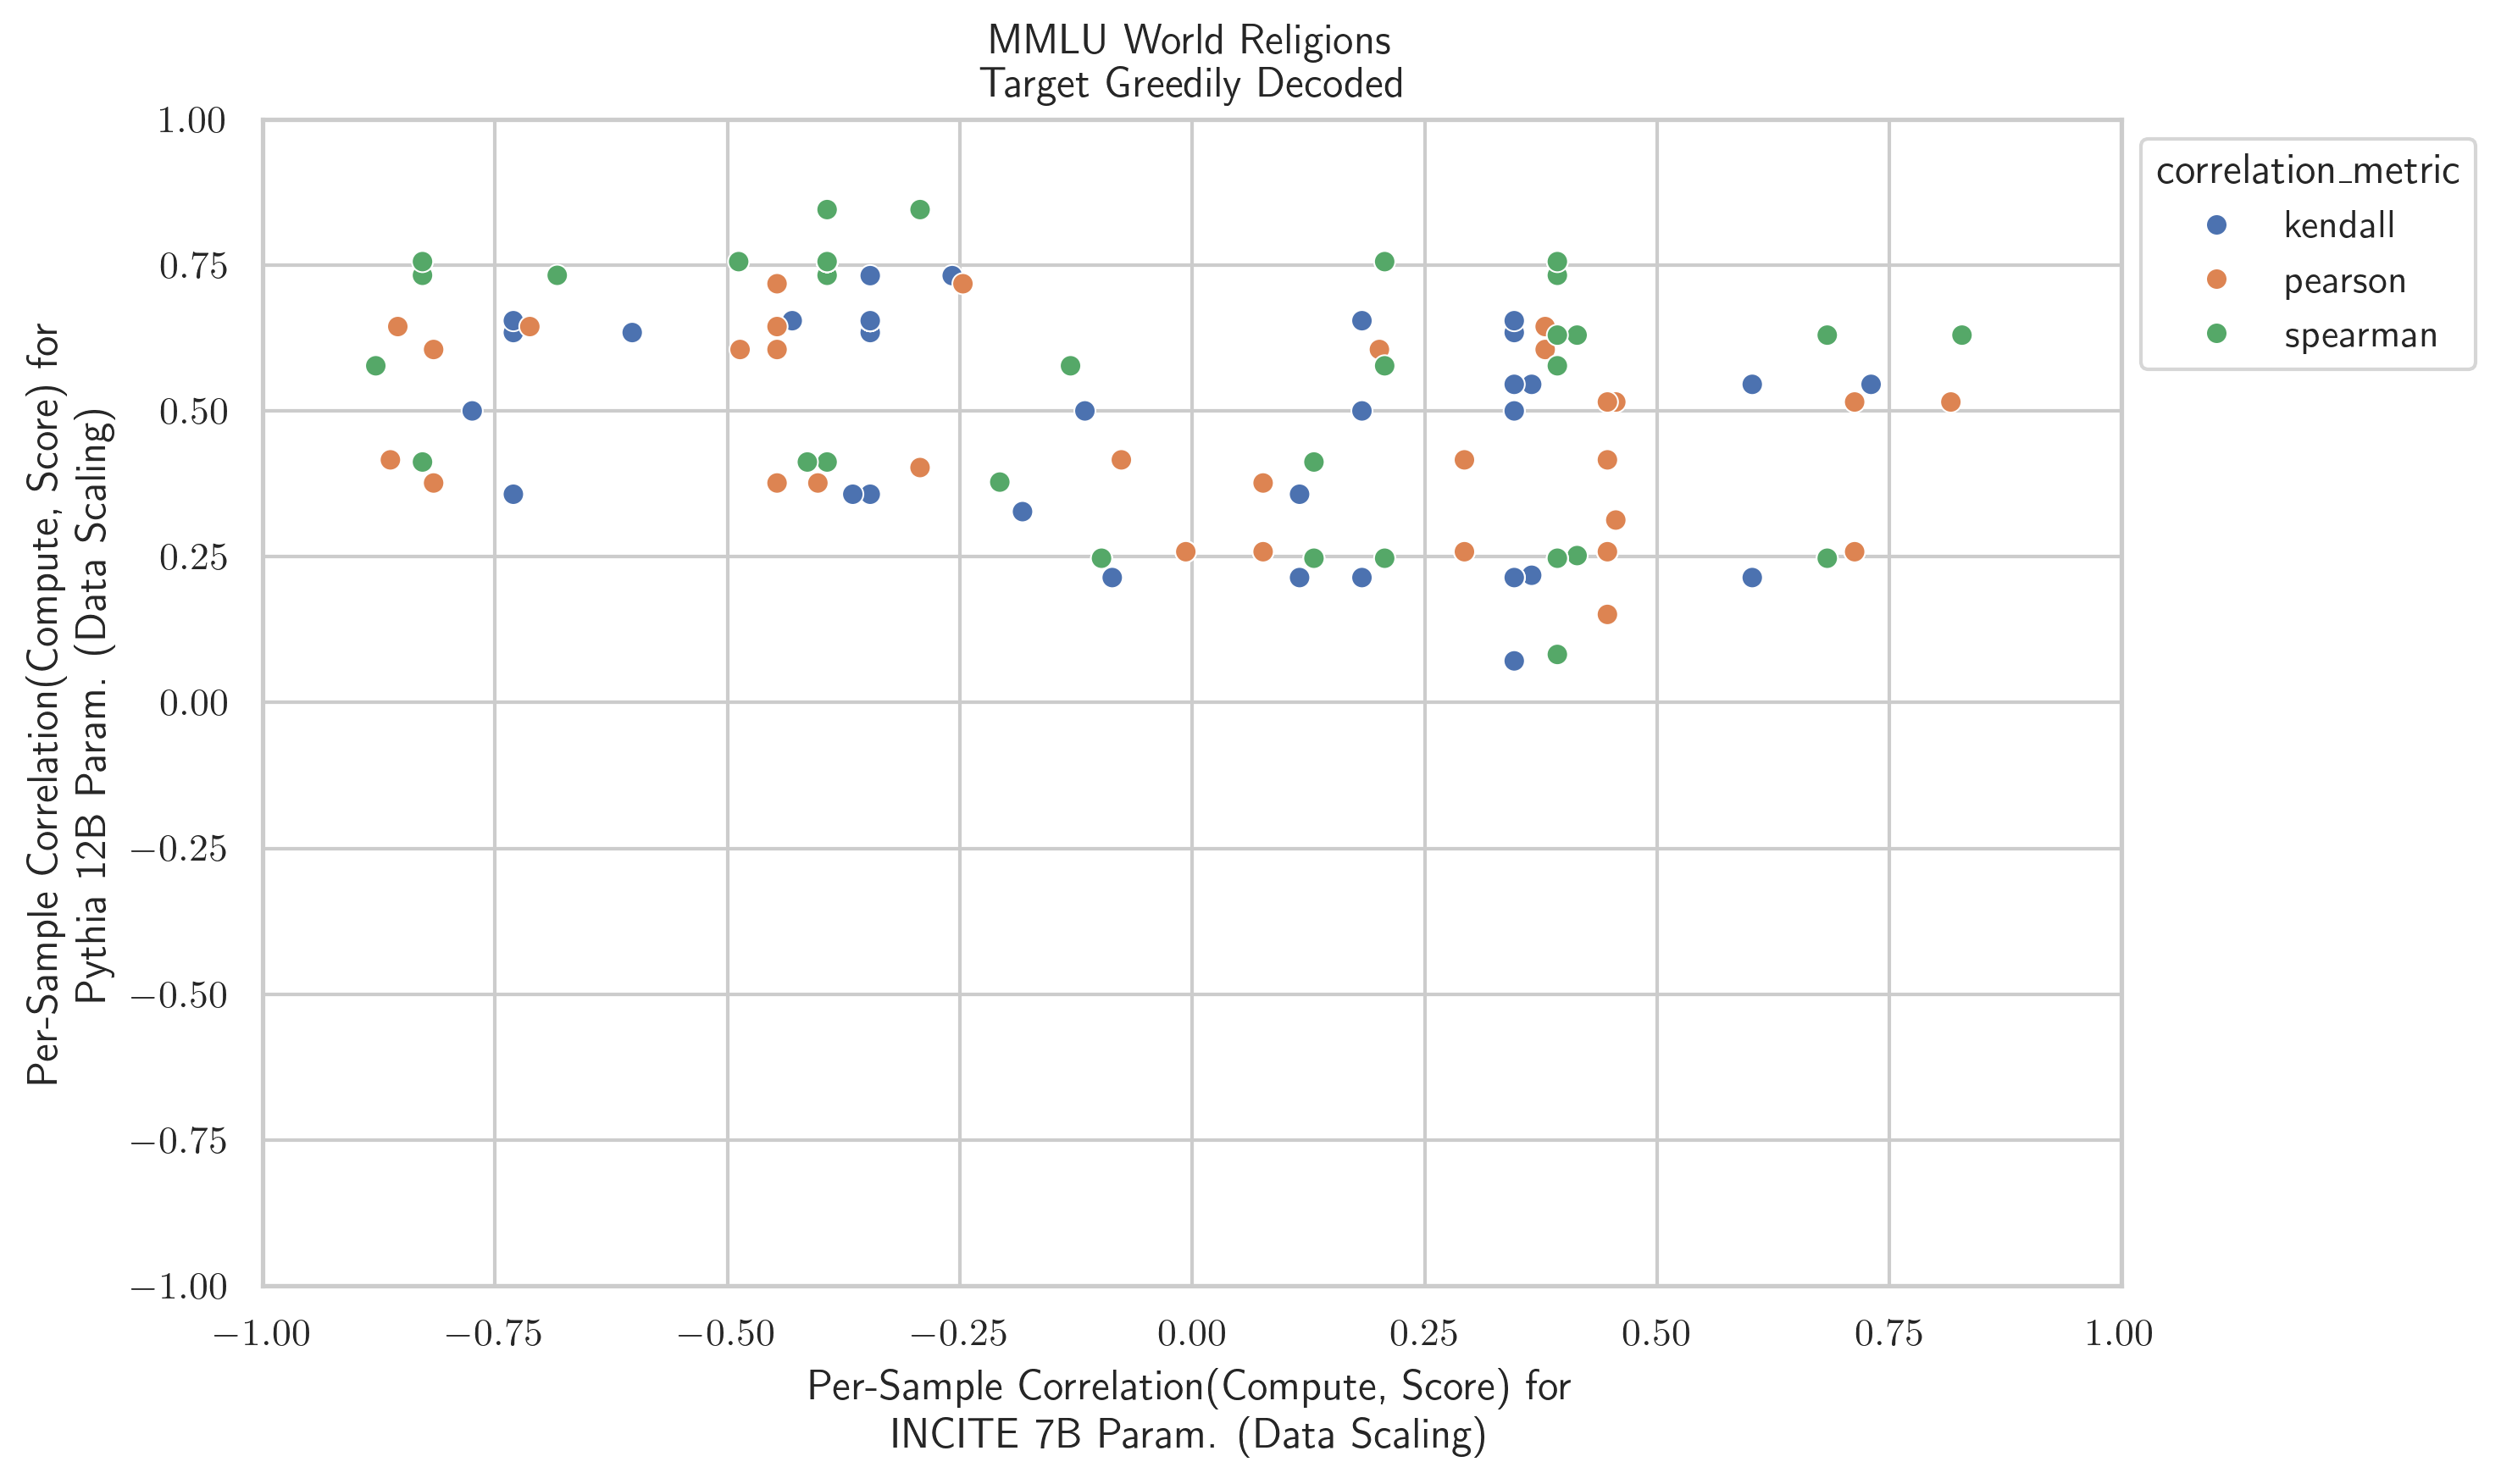 MMLU World Religions
Target Greedily Decoded
1.00
0.75
0.50
0.25
0.00
−0.25
−0.50
−0.75
−1.00
Per-Sample Correlation(Compute, Score) for
Pythia 12B Param. (Data Scaling)
−1.00 −0.75 −0.50 −0.25 0.00 0.25 0.50 0.75 1.00
Per-Sample Correlation(Compute, Score) for
INCITE 7B Param. (Data Scaling)
correlation_metric
kendall
pearson
spearman